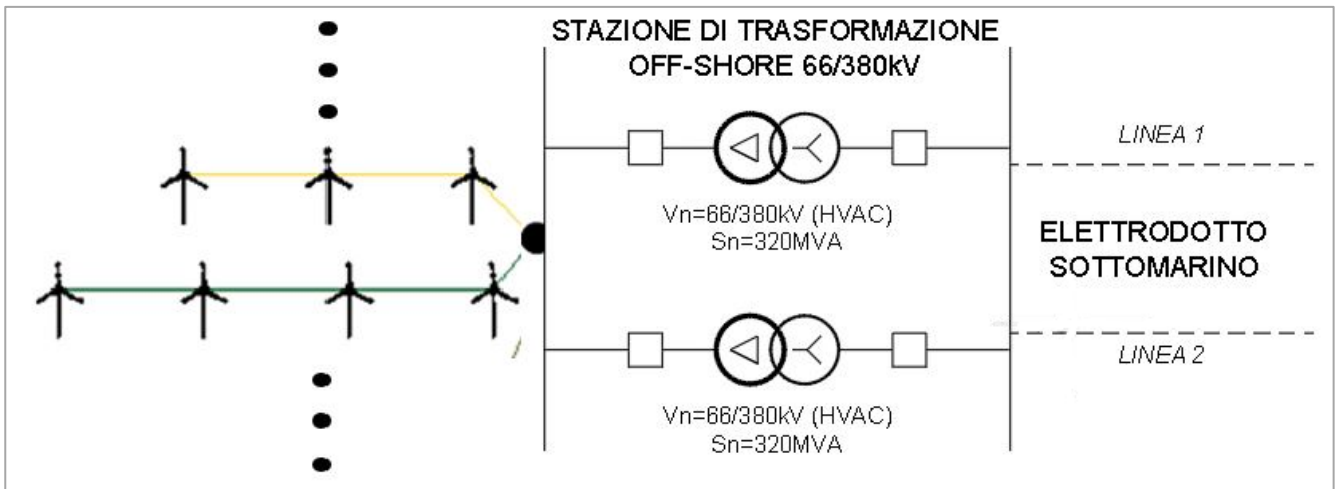 STAZIONE DI TRASFORMAZIONE
OFF-SHORE 66/380kV
LINEA 1
Vn=66/380kV (HVAC)
Sn=320MVA
ELETTRODOTTO
SOTTOMARINO
LINEA 2
Vn=66/380kV (HVAC)
Sn=320MVA